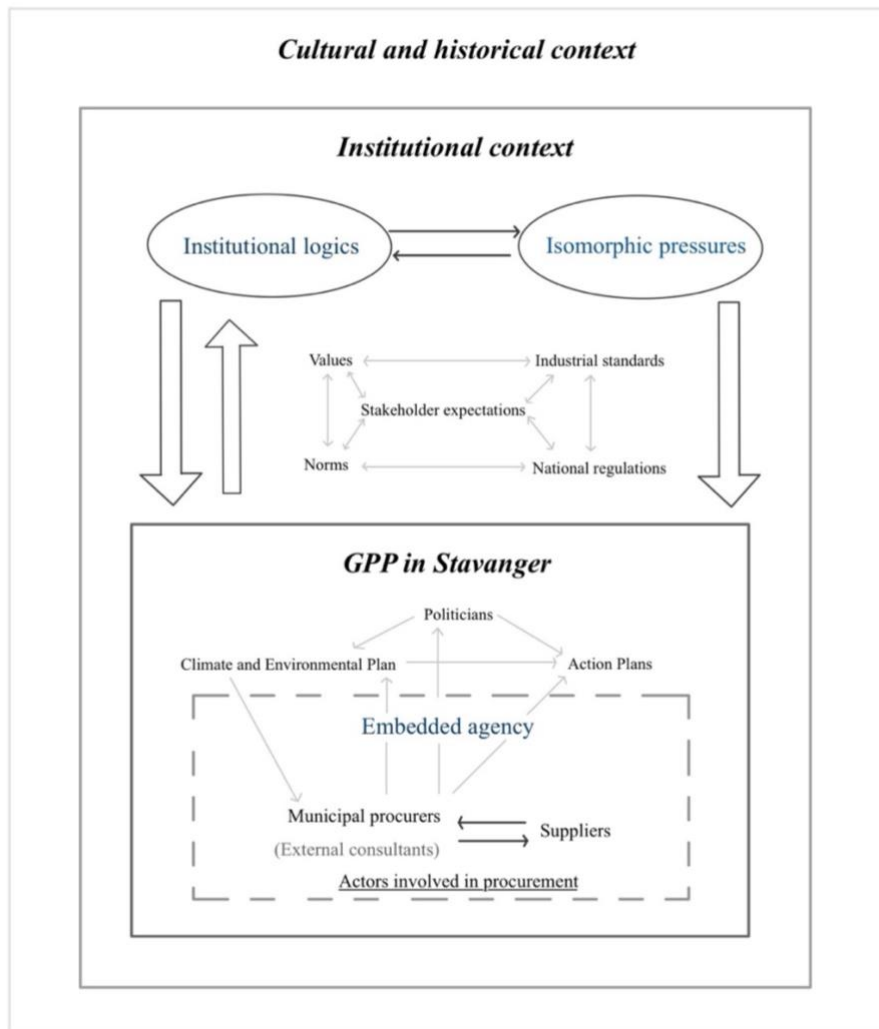 Cultural and historical context
Institutional context
Institutional logics
Isomorphic pressures
Values
Industrial standards
Stakeholder expectations
Norms
National regulations
GPP in Stavanger
Politicians
Climate and Environmental Plan
Action Plans
Embedded agency
Municipal procurers
Suppliers
(External consultants)
Actors involved in procurement